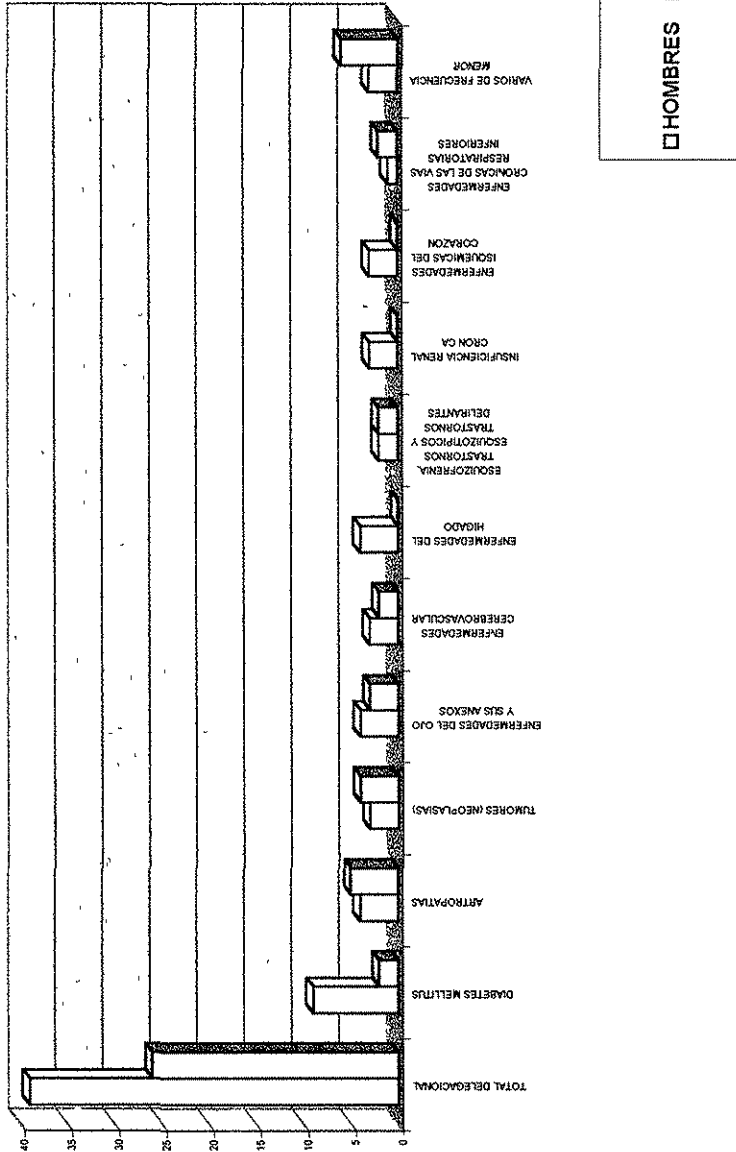 40
35
30
25
20
15
10
5
0
TOTAL DELEGACIONAL
DIABETES MELLITUS
ARTROPATIAS
TUMORES (NEOPLASIAS)
ENFERMEDADES DEL OJO
Y SUS ANEXOS
ENFERMEDADES
CEREBROVASCULAR
ENFERMEDADES DEL
HIGADO
ESQUIZOFRENIA,
TRASTORNOS
ESQUIZOTIPICOS Y
TRASTORNOS
DELIRANTES
INSUFICIENCIA RENAL
CRON CA
ENFERMEDADES
ISQUEMICAS DEL
CORAZON
ENFERMEDADES
CRONICAS DE LAS VIAS
RESPIRATORIAS
INFERIORES
VARIOS DE FRECUENCIA
MENOR
HOMBRES